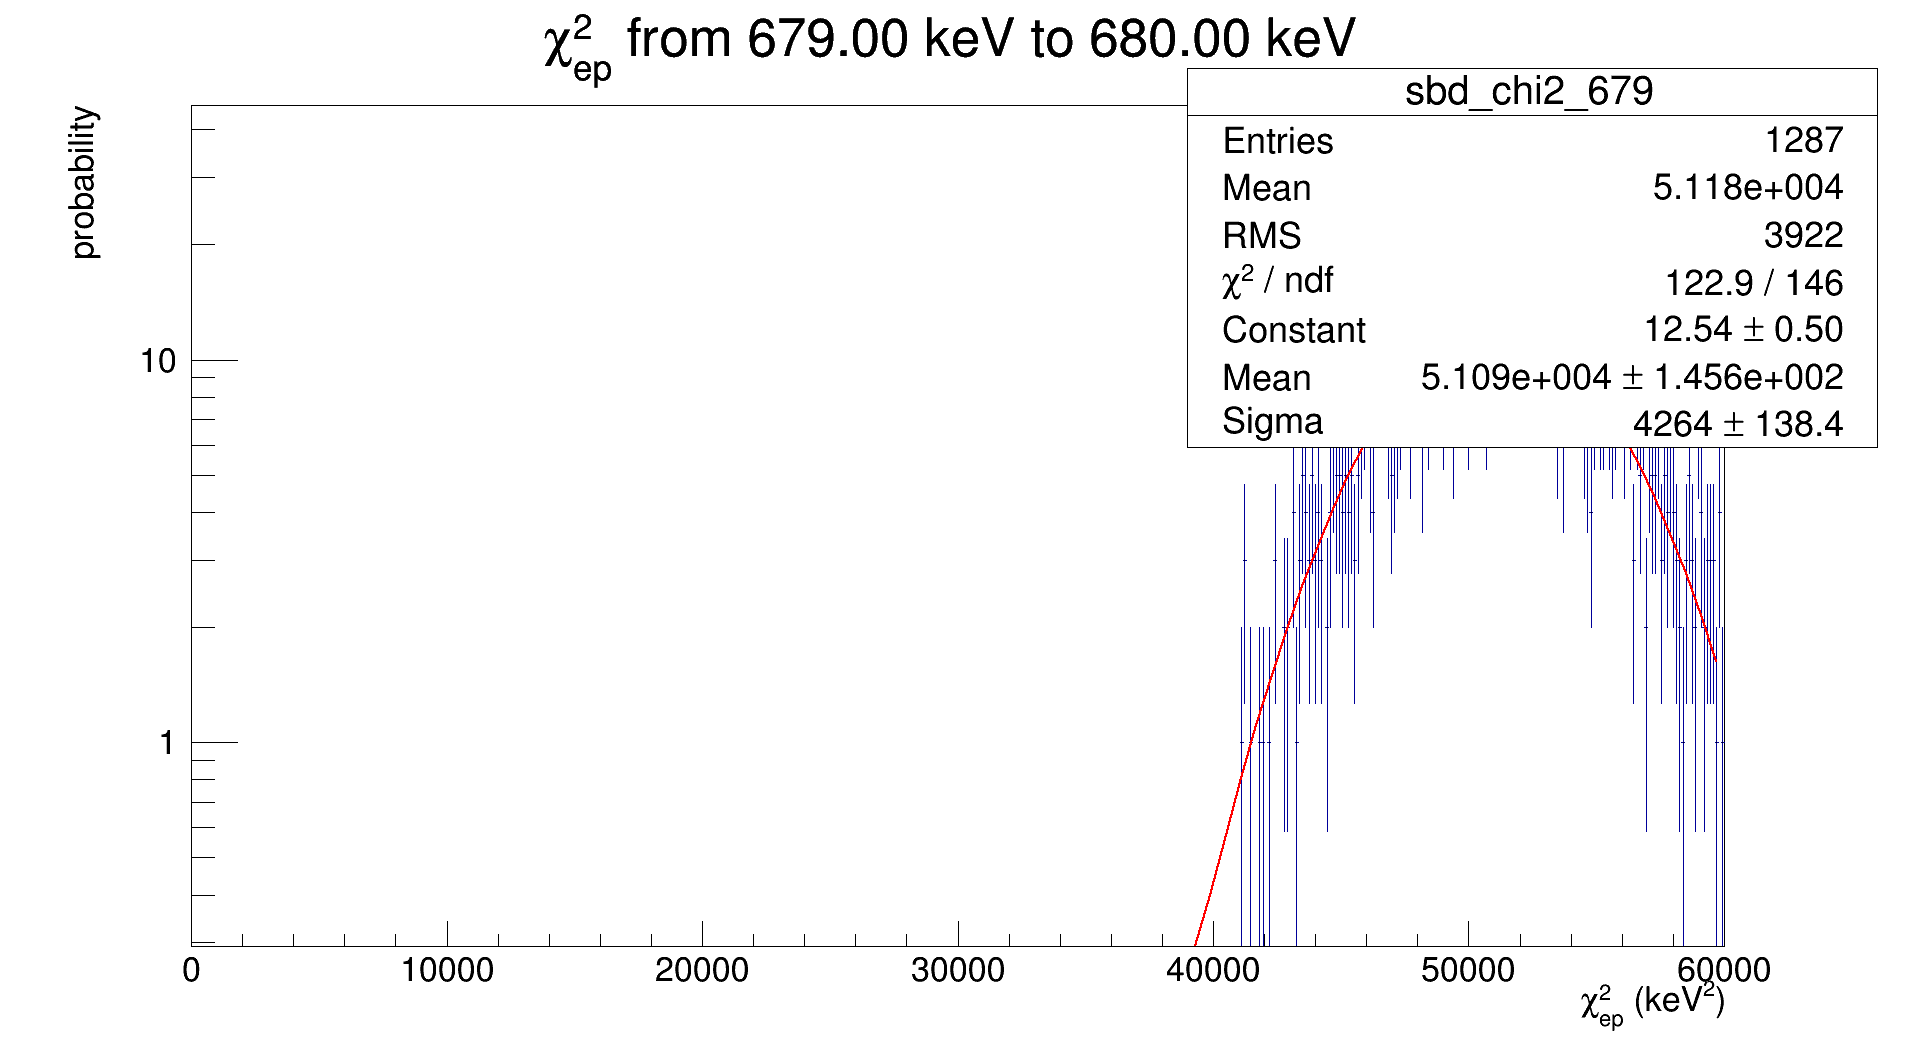 χ²ep from 679.00 keV to 680.00 keV
probability
sbd_chi2_679
Entries 1287
Mean 5.118e+004
RMS 3922
χ² / ndf 122.9 / 146
Constant 12.54 ± 0.50
Mean 5.109e+004 ± 1.456e+002
Sigma 4264 ± 138.4
10
1
0 10000 20000 30000 40000 50000 60000
χ²ep (keV²)